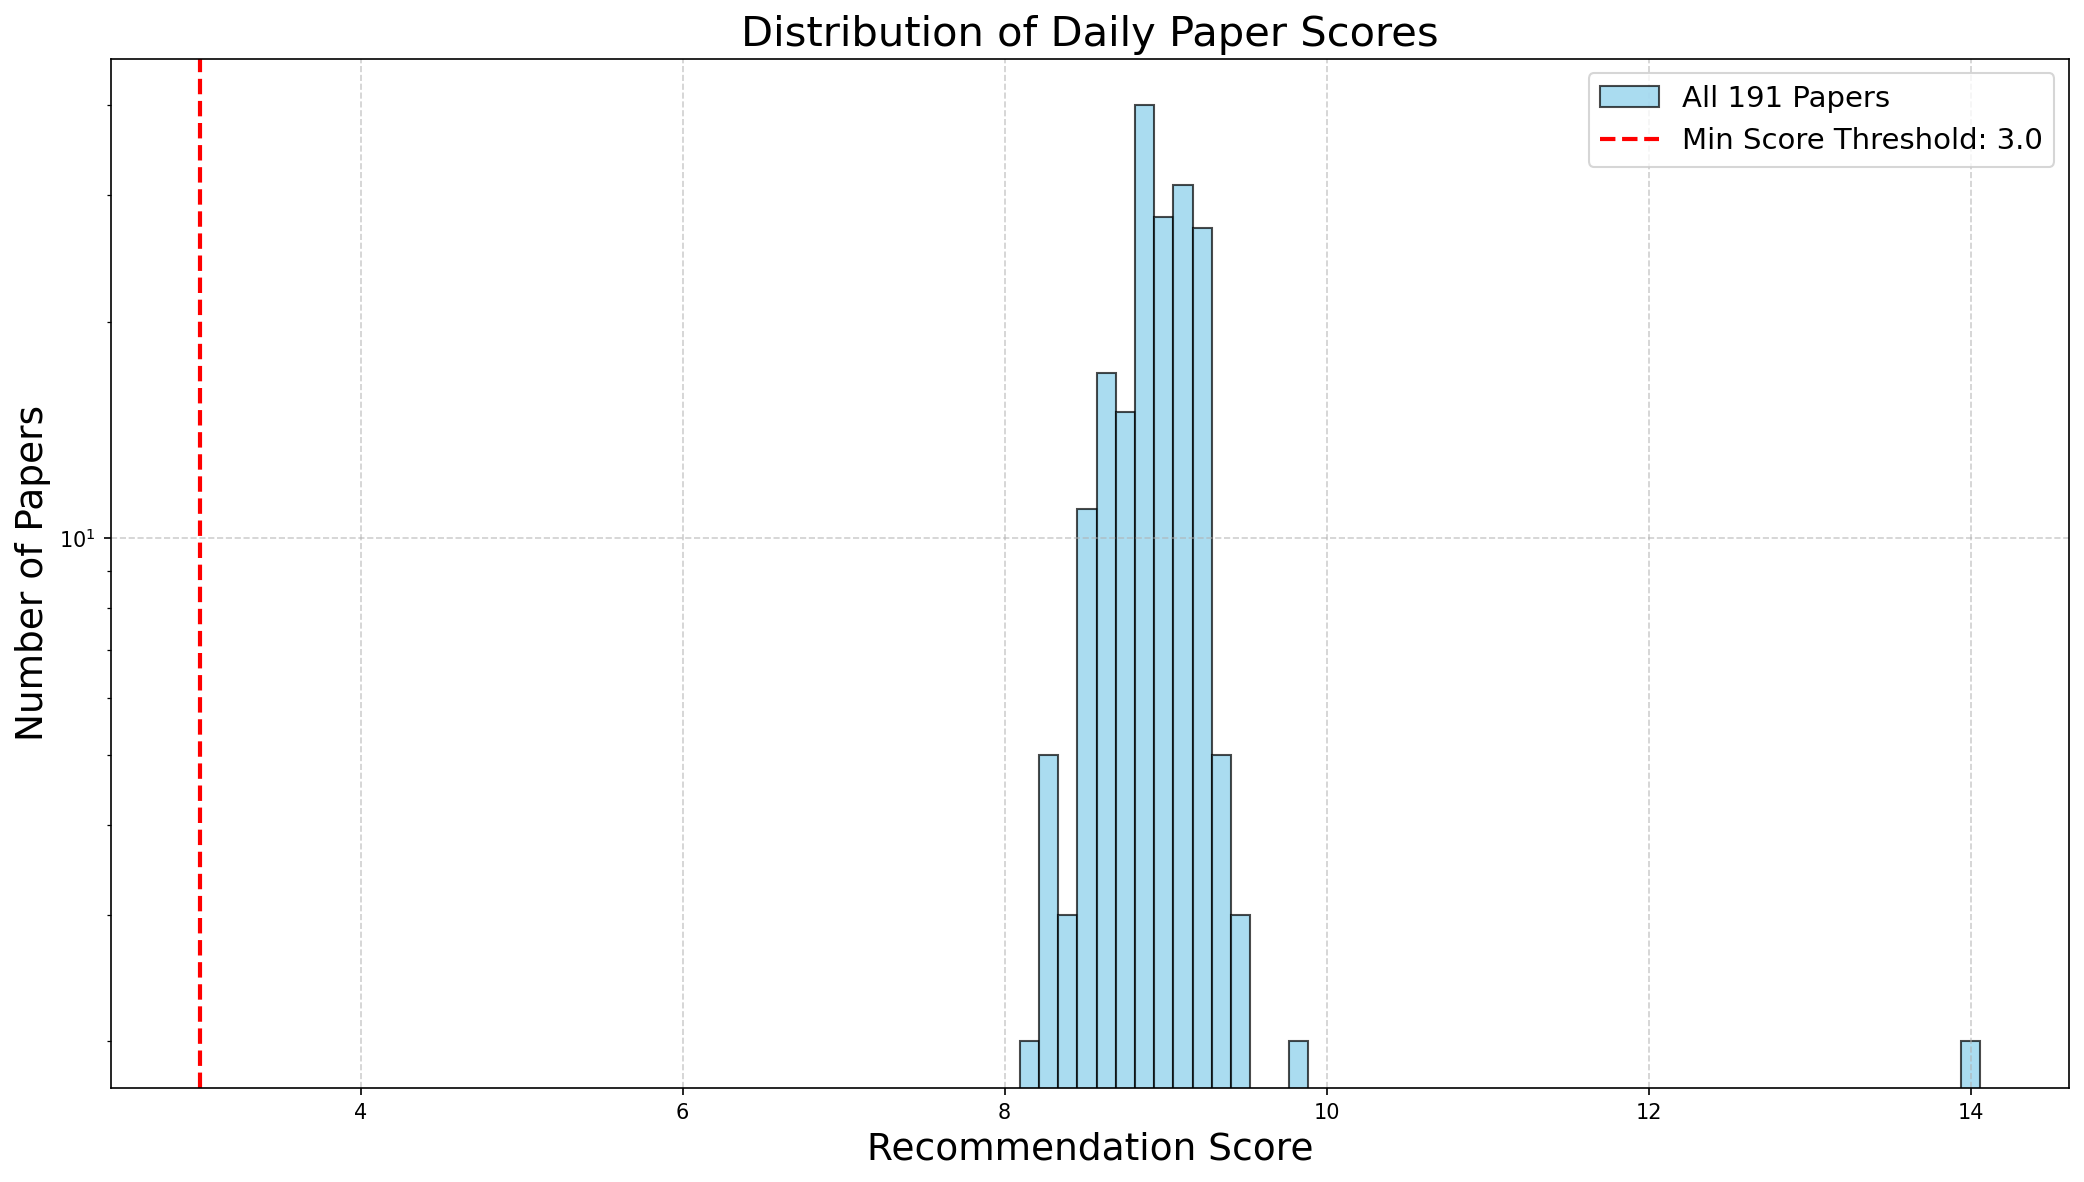 Distribution of Daily Paper Scores
All 191 Papers
Min Score Threshold: 3.0
Number of Papers
10¹
4 6 8 10 12 14
Recommendation Score